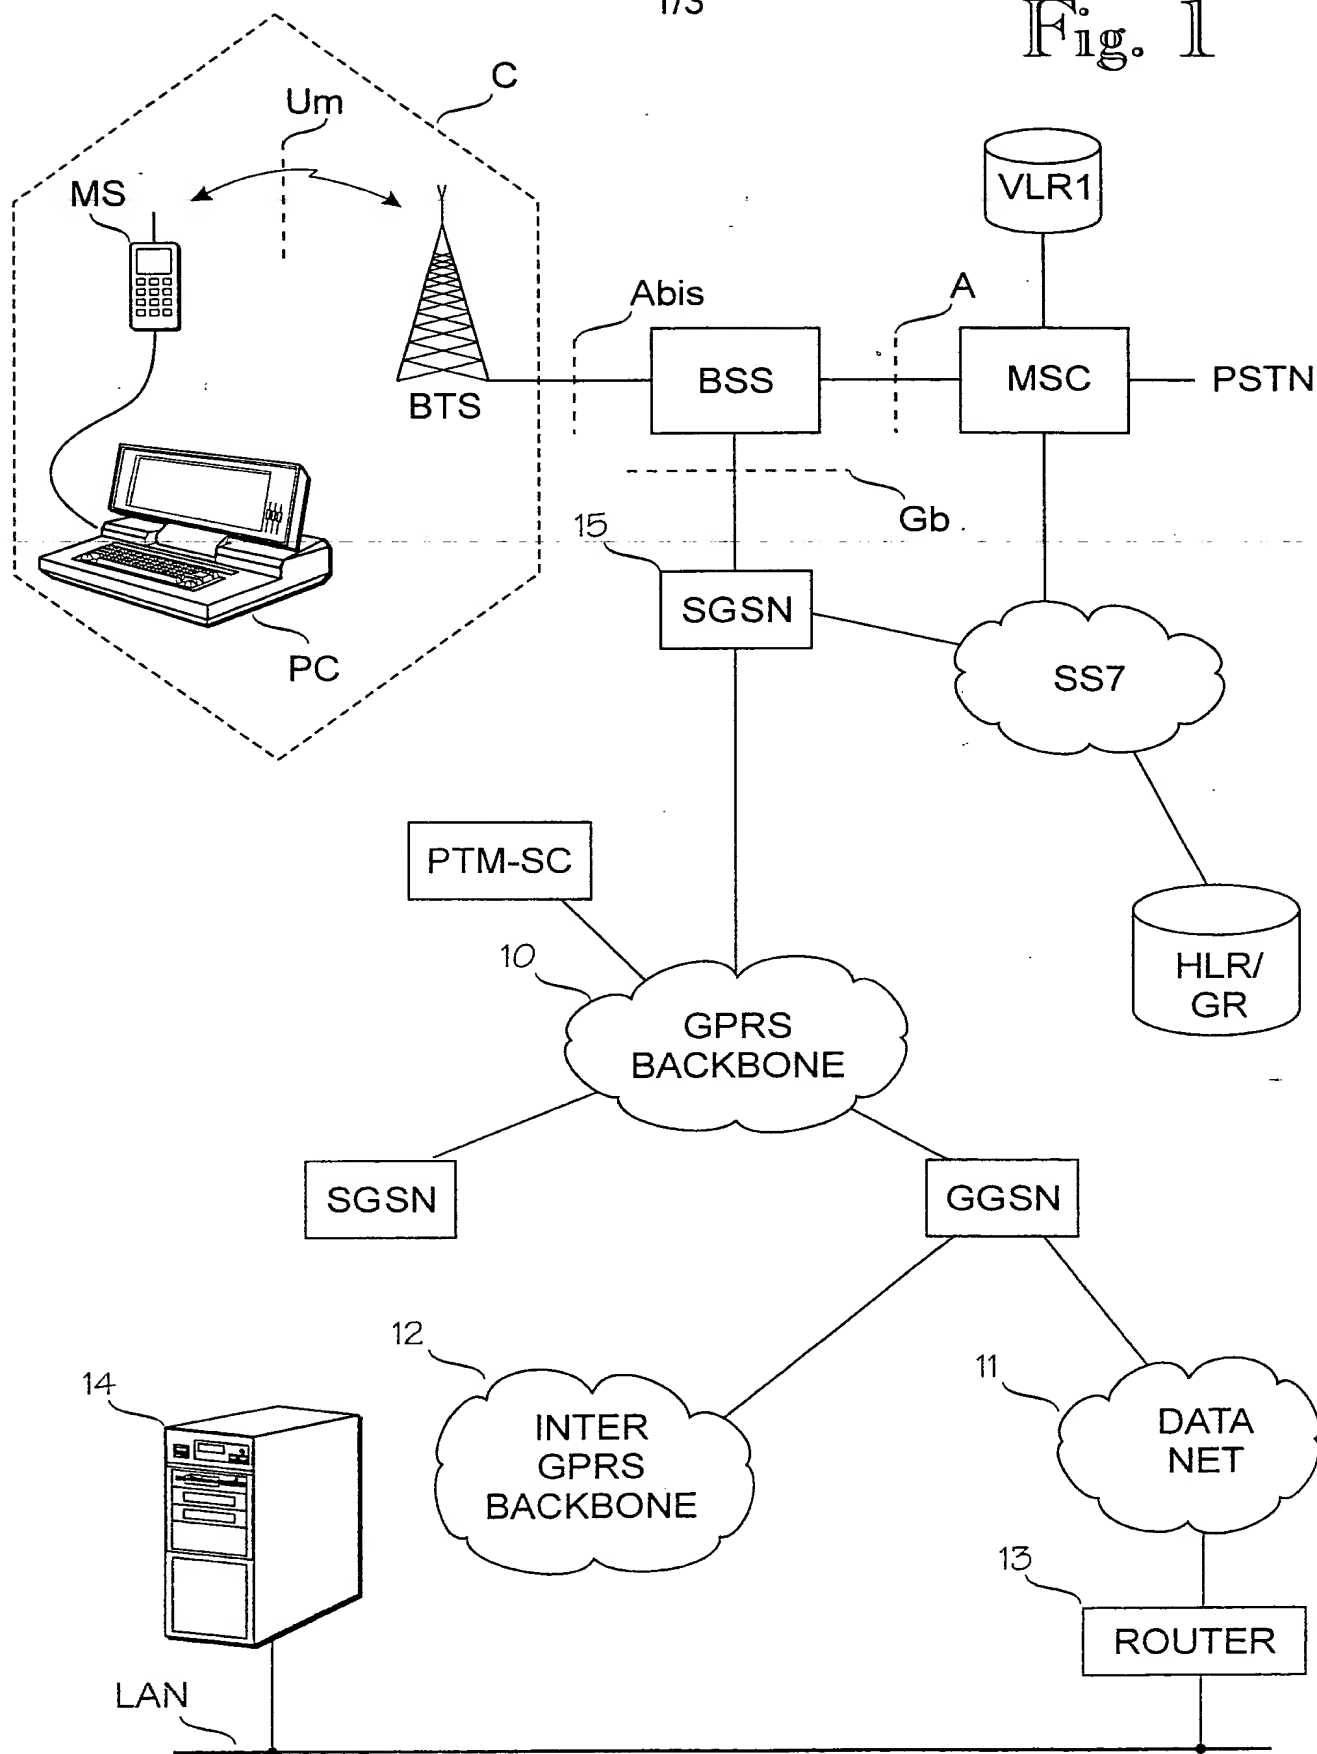 1/3
Fig. 1
C
Um
VLR1
MS
Abis
A
BSS
MSC
PSTN
BTS
Gb
15
SGSN
PC
SS7
PTM-SC
10
HLR/
GR
GPRS
BACKBONE
SGSN
GGSN
12
11
14
DATA
NET
INTER
GPRS
BACKBONE
13
ROUTER
LAN